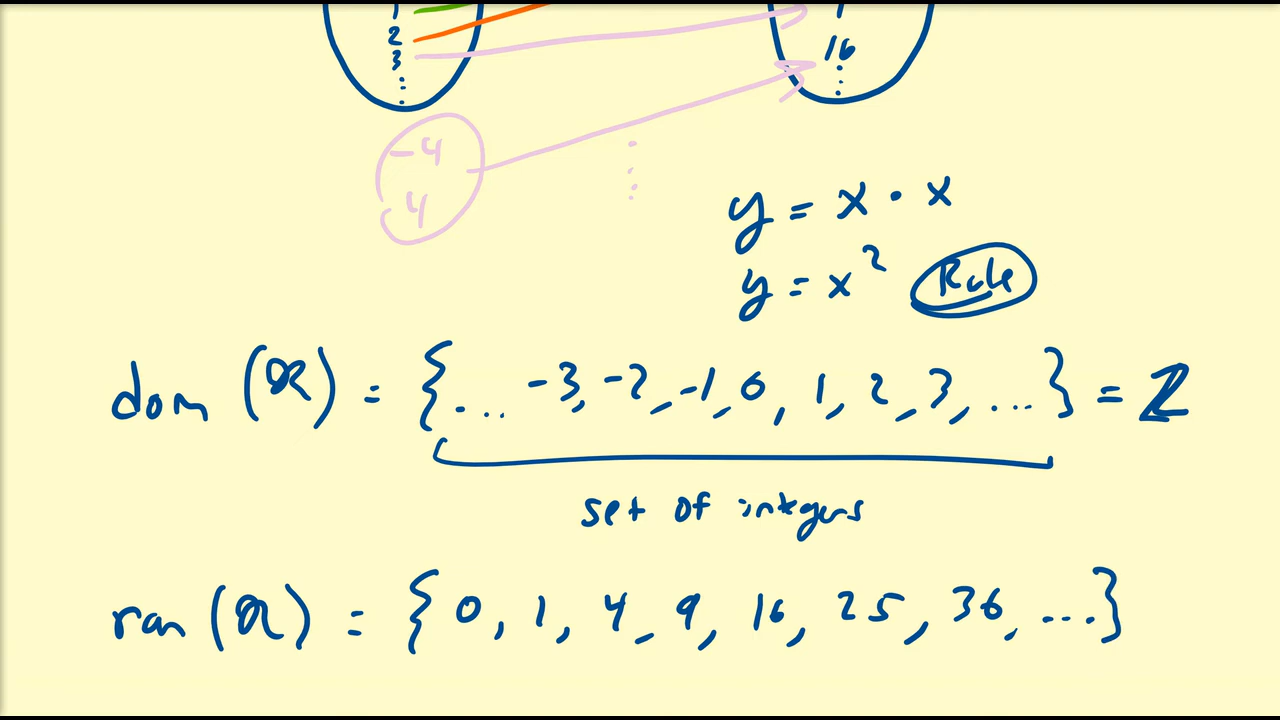 1
2 16
3 ⋮
⋮
-4
4
⋮
y = x · x
y = x² Rule
dom (ℛ) = {... -3, -2, -1, 0, 1, 2, 3, ...} = ℤ
set of integers
ran (ℛ) = {0, 1, 4, 9, 16, 25, 36, ...}